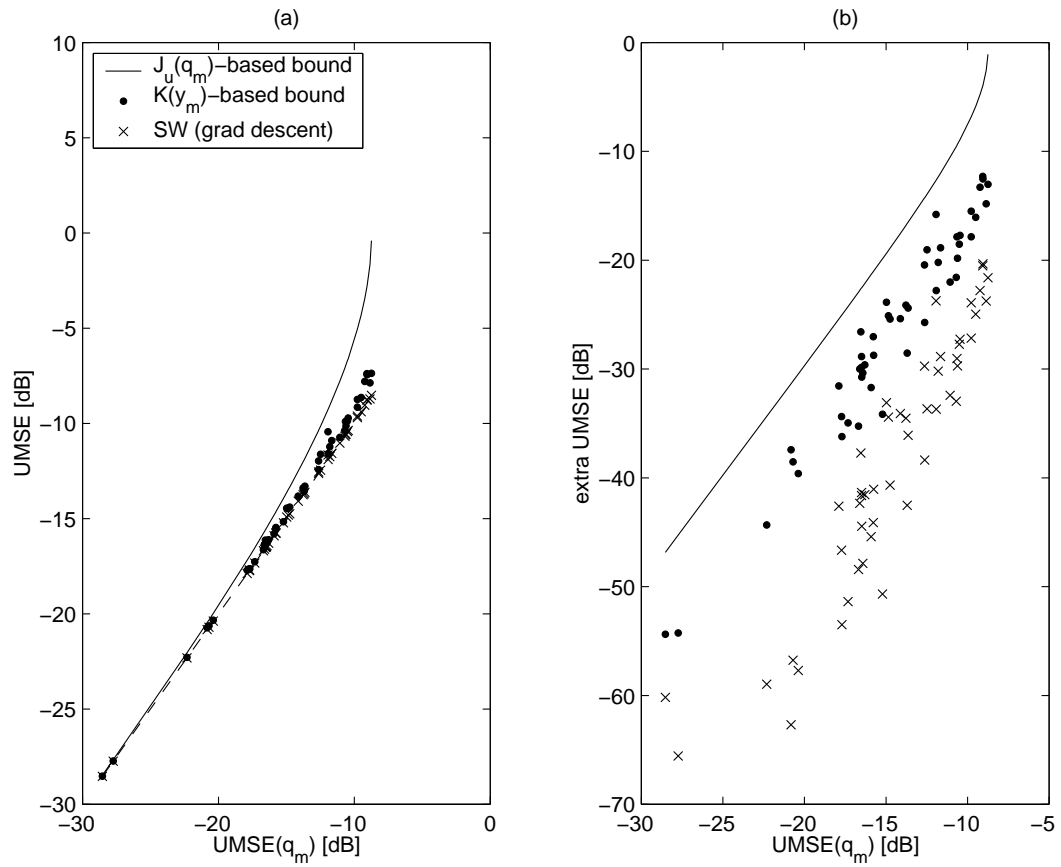 (a)
10
5
0
−5
−10
−15
−20
−25
−30
UMSE [dB]
J_u(q_m)−based bound
K(y_m)−based bound
SW (grad descent)
−30 −20 −10 0
UMSE(q_m) [dB]
(b)
0
−10
−20
−30
−40
−50
−60
−70
extra UMSE [dB]
−30 −25 −20 −15 −10 −5
UMSE(q_m) [dB]